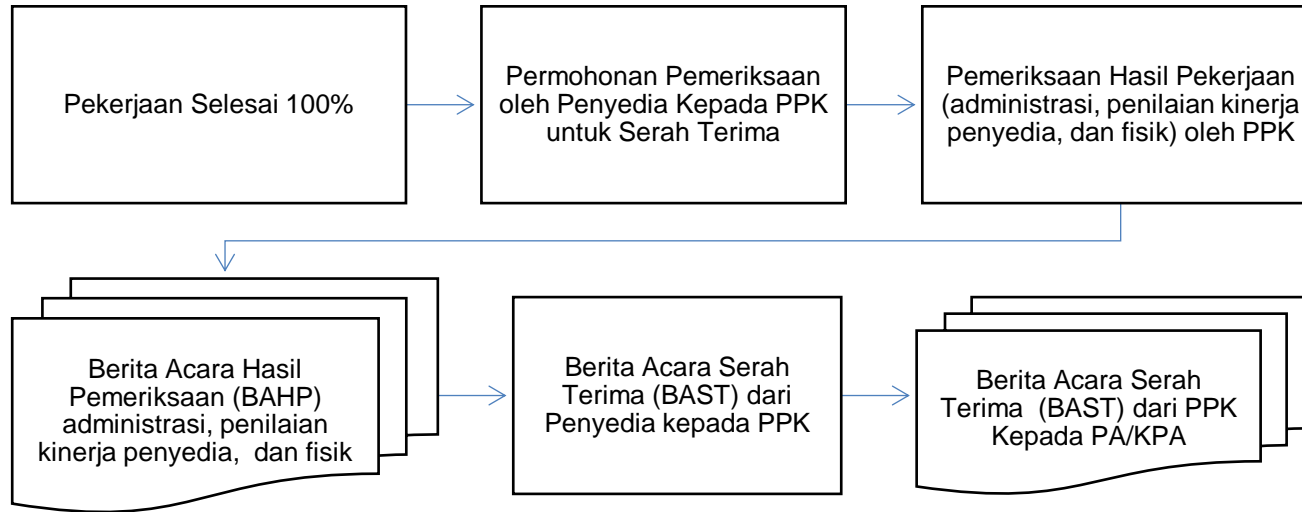 Pekerjaan Selesai 100%
Permohonan Pemeriksaan
oleh Penyedia Kepada PPK
untuk Serah Terima
Pemeriksaan Hasil Pekerjaan
(administrasi, penilaian kinerja
penyedia, dan fisik) oleh PPK
Berita Acara Hasil
Pemeriksaan (BAHP)
administrasi, penilaian
kinerja penyedia,  dan fisik
Berita Acara Serah
Terima (BAST) dari
Penyedia kepada PPK
Berita Acara Serah
Terima  (BAST) dari PPK
Kepada PA/KPA